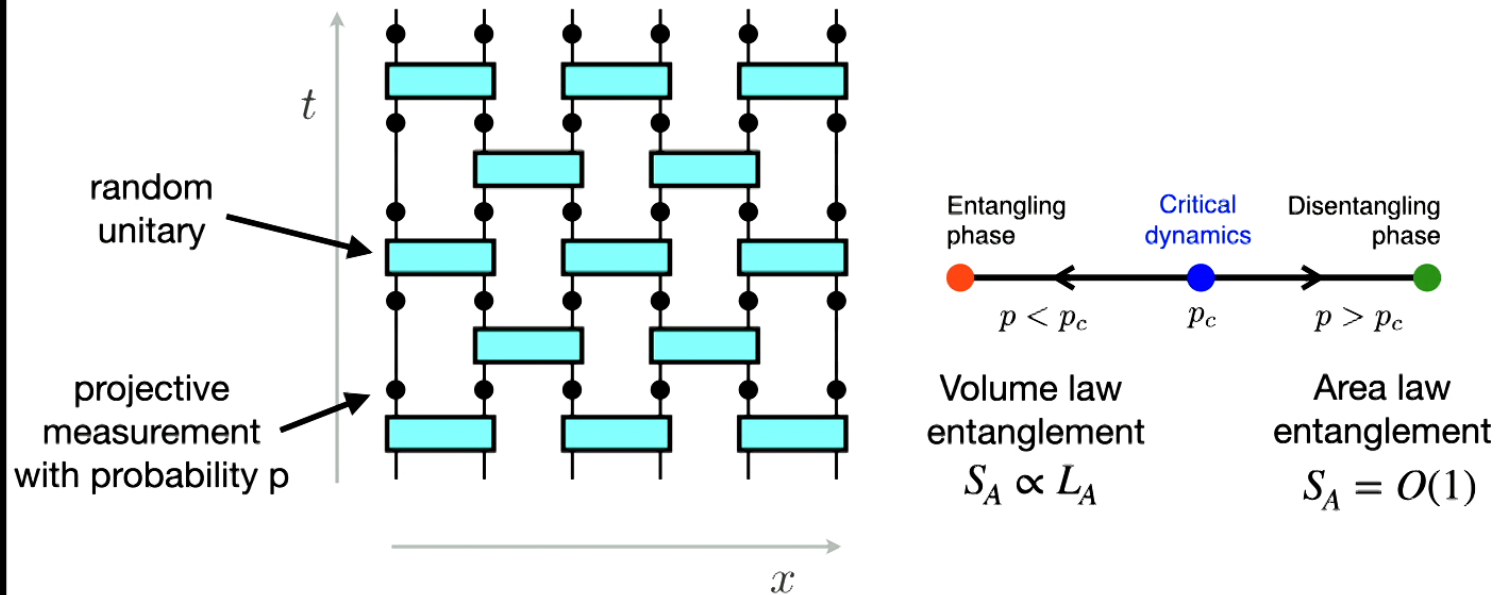 t
random
unitary
projective
measurement
with probability p
x
Entangling
phase
Critical
dynamics
Disentangling
phase
p < p_c
p_c
p > p_c
Volume law
entanglement
S_A ∝ L_A
Area law
entanglement
S_A = O(1)